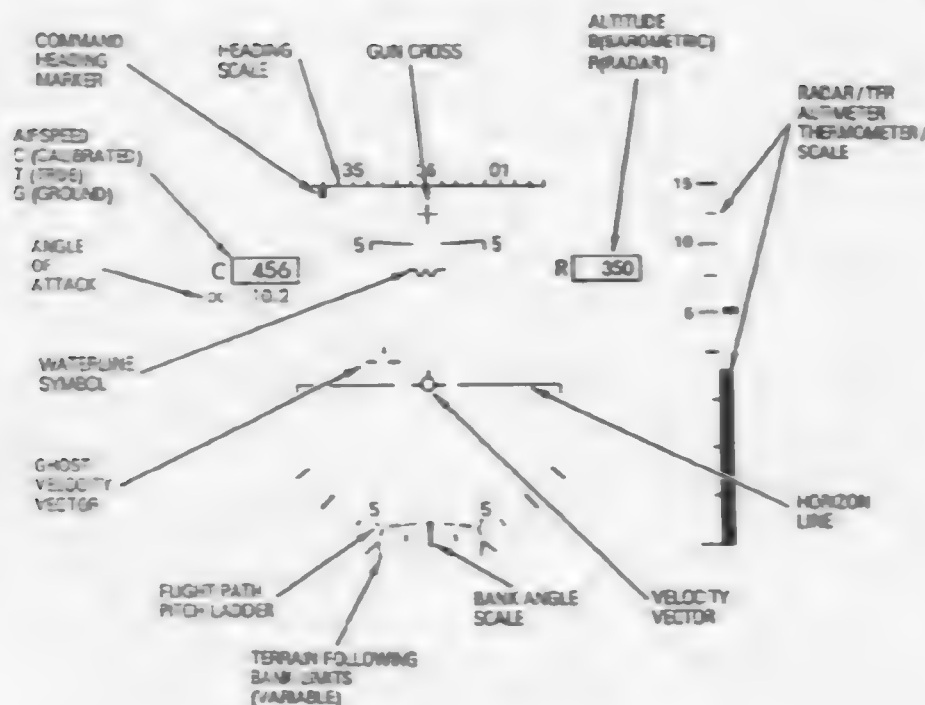 COMMAND
HEADING
MARKER
HEADING
SCALE
GUN CROSS
ALTITUDE
B(BAROMETRIC)
R(RADAR)
RADAR/TFR
ALTIMETER
THERMOMETER/
SCALE
AIRSPEED
C (CALIBRATED)
T (TRUE)
G (GROUND)
35 36 01
15
5 5
10
ANGLE
OF
ATTACK
C 456
R 350
∝ 10.2
5
WATERLINE
SYMBOL
GHOST
VELOCITY
VECTOR
HORIZON
LINE
5 5
FLIGHT PATH
PITCH LADDER
BANK ANGLE
SCALE
VELOCITY
VECTOR
TERRAIN FOLLOWING
BANK LIMITS
(VARIABLE)